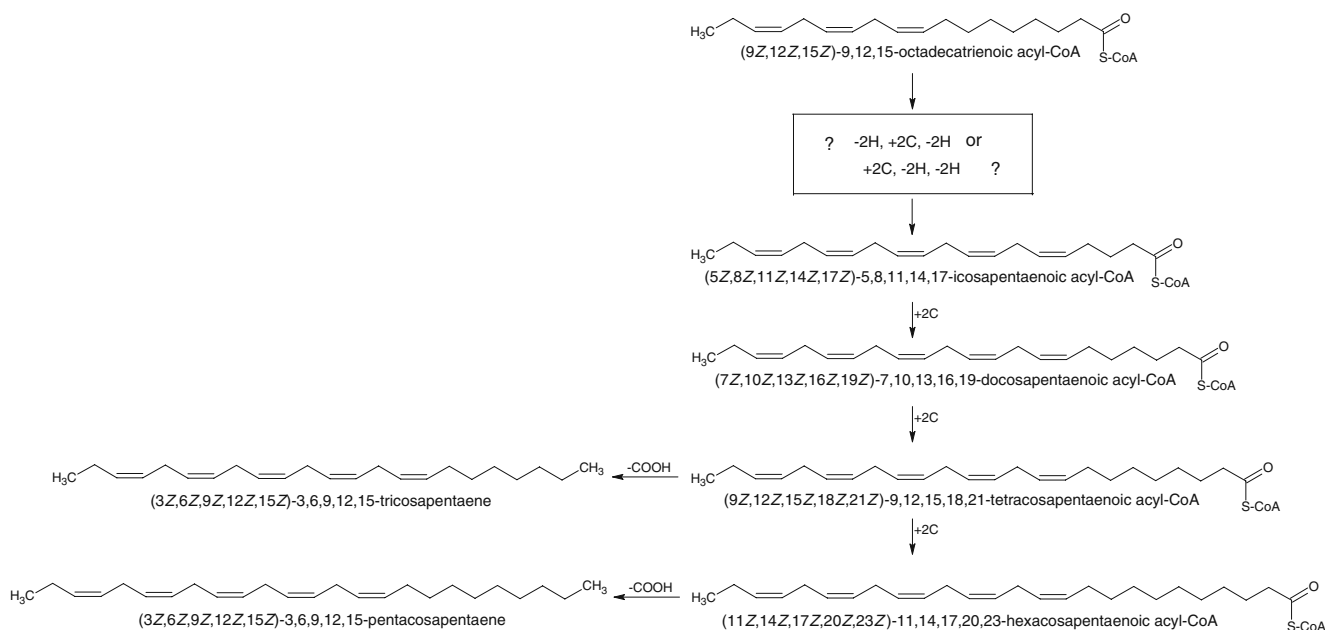 H₃C O
S-CoA
(9Z,12Z,15Z)-9,12,15-octadecatrienoic acyl-CoA
? -2H, +2C, -2H or
+2C, -2H, -2H ?
H₃C O
S-CoA
(5Z,8Z,11Z,14Z,17Z)-5,8,11,14,17-icosapentaenoic acyl-CoA
+2C
H₃C O
S-CoA
(7Z,10Z,13Z,16Z,19Z)-7,10,13,16,19-docosapentaenoic acyl-CoA
+2C
H₃C CH₃ -COOH H₃C O
S-CoA
(3Z,6Z,9Z,12Z,15Z)-3,6,9,12,15-tricosapentaene (9Z,12Z,15Z,18Z,21Z)-9,12,15,18,21-tetracosapentaenoic acyl-CoA
+2C
H₃C CH₃ -COOH H₃C O
S-CoA
(3Z,6Z,9Z,12Z,15Z)-3,6,9,12,15-pentacosapentaene (11Z,14Z,17Z,20Z,23Z)-11,14,17,20,23-hexacosapentaenoic acyl-CoA